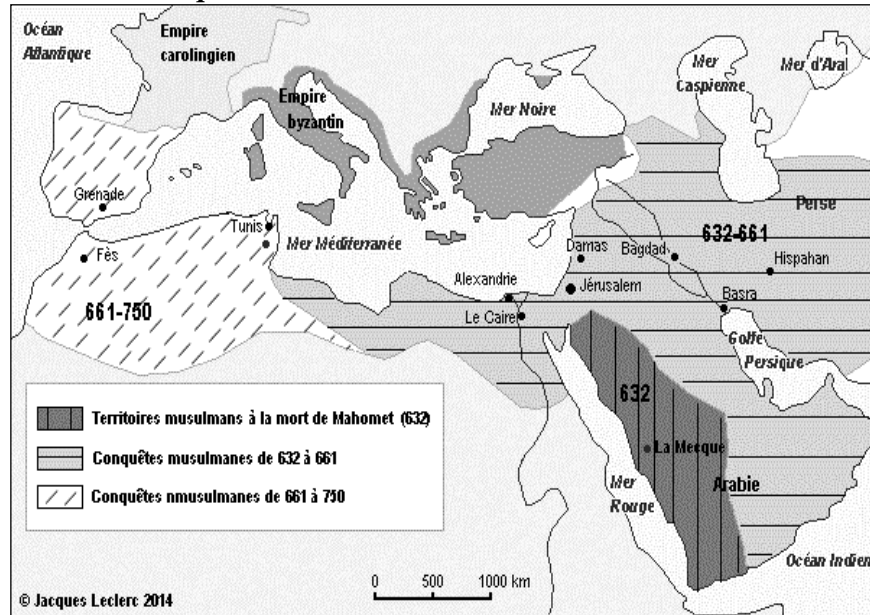 Océan
Atlantique
Empire
carolingien
Mer
Caspienne
Mer d'Aral
Empire
byzantin
Mer Noire
Grenade
Tunis
Mer Méditerranée
Perse
632-661
Fès
Damas
Bagdad
Hispahan
Alexandrie
Jérusalem
Basra
661-750
Le Caire
Golfe
Persique
632
Territoires musulmans à la mort de Mahomet (632)
La Mecque
Conquêtes musulmanes de 632 à 661
Arabie
Conquêtes nmusulmanes de 661 à 750
Mer
Rouge
Océan Indien
0 500 1000 km
© Jacques Leclerc 2014